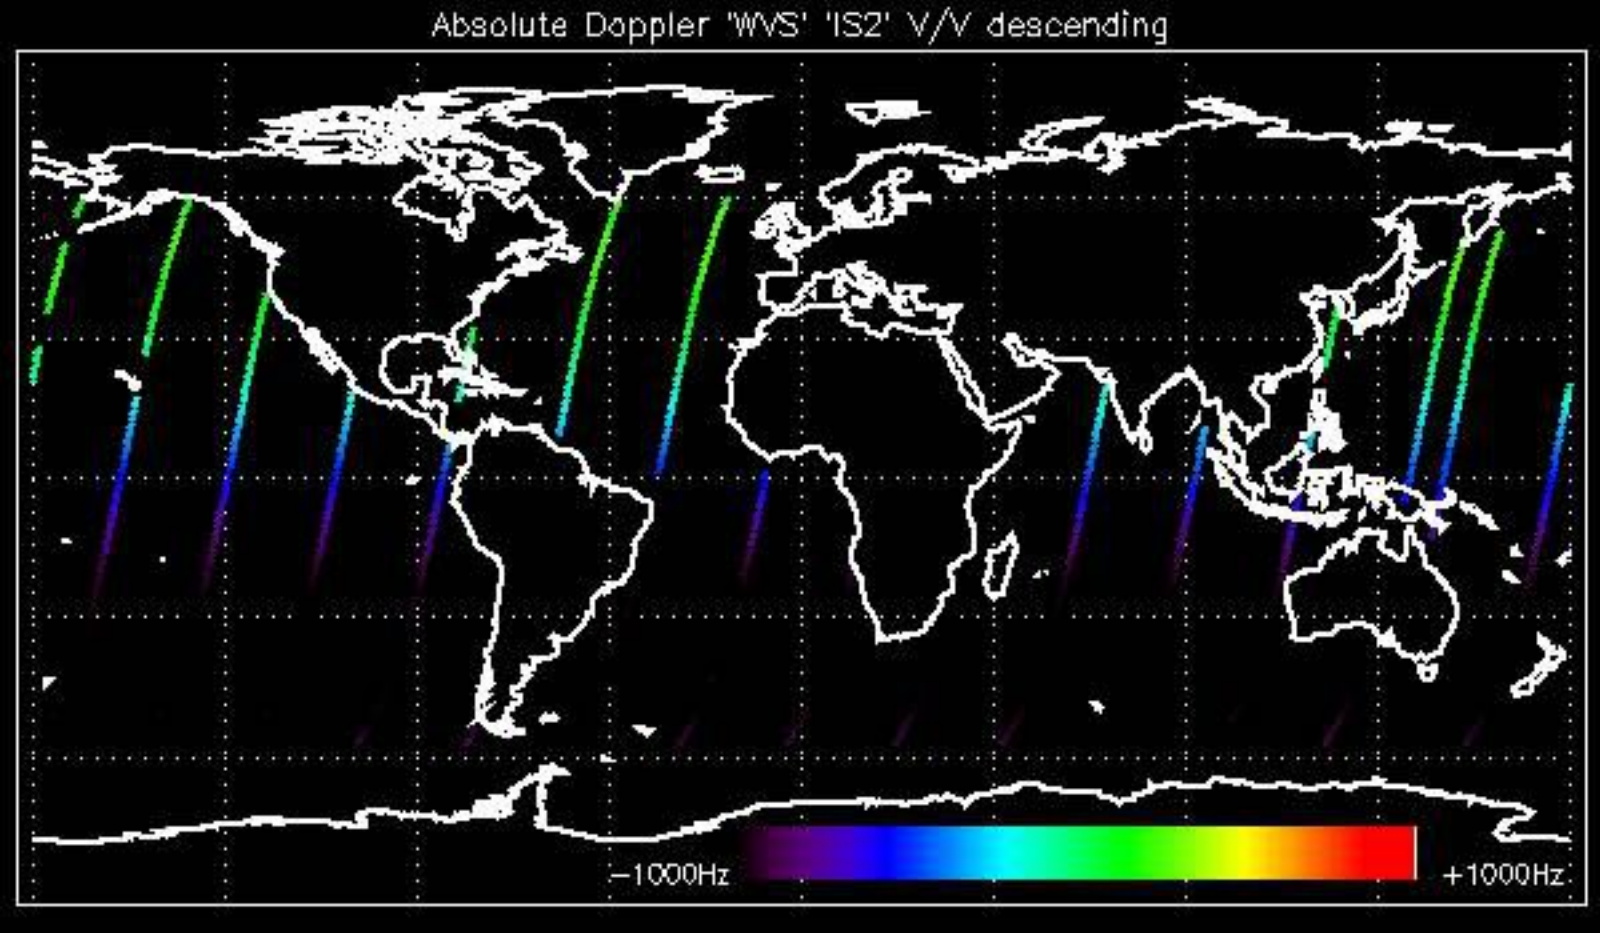 Absolute Doppler 'WVS' 'IS2' V/V descending
−1000Hz +1000Hz